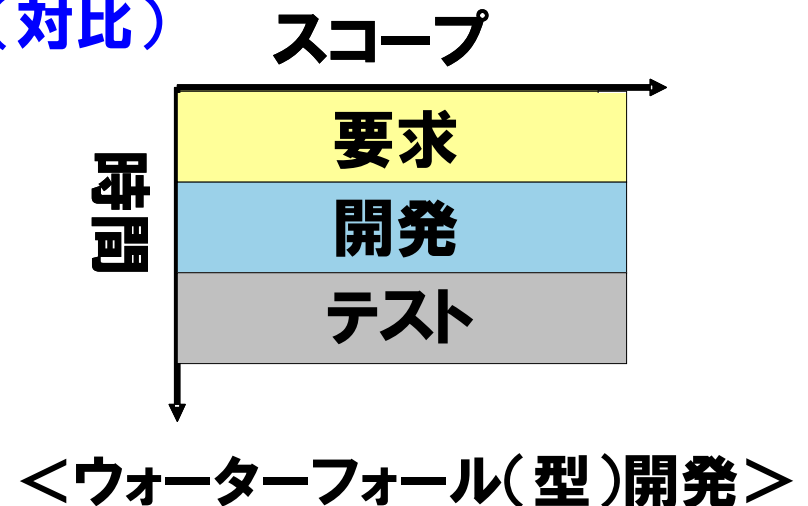 （対比）
スコープ
時間
要求
開発
テスト
＜ウォーターフォール(型)開発＞